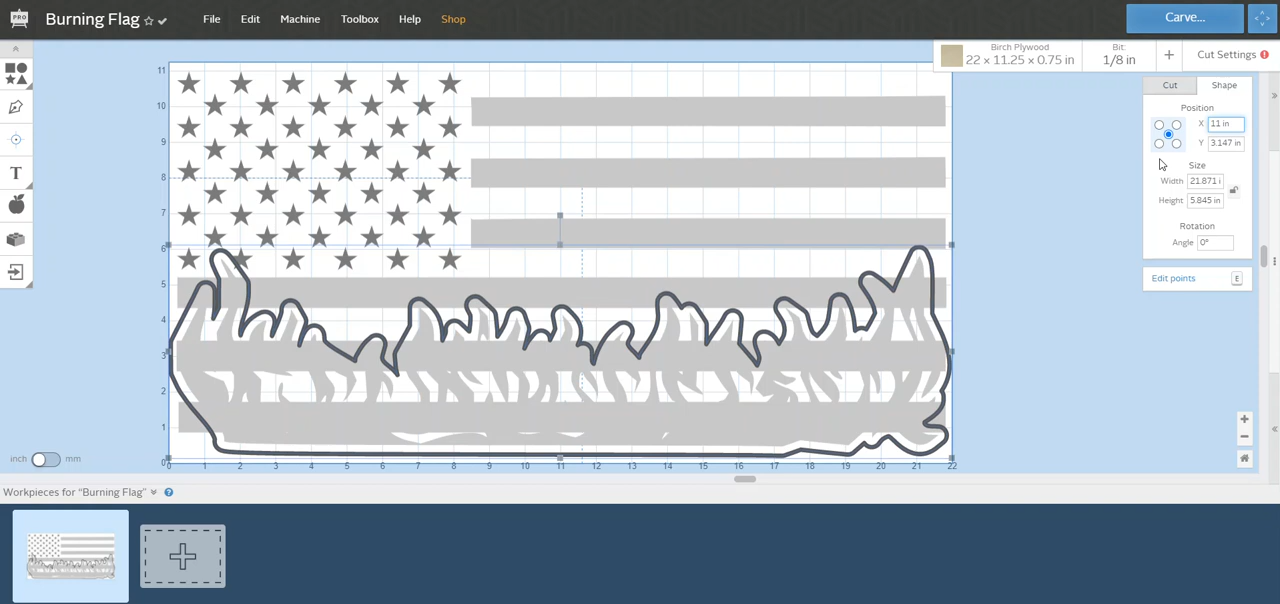 PRO
Burning Flag
File Edit Machine Toolbox Help Shop
Carve...
Birch Plywood
22 × 11.25 × 0.75 in
Bit:
1/8 in
+
Cut Settings
Cut Shape
Position
X 11 in
Y 3.147 in
Size
Width 21.871 i
Height 5.845 in
Rotation
Angle 0°
Edit points E
T
11
10
9
8
7
6
5
4
3
2
1
0
0 1 2 3 4 5 6 7 8 9 10 11 12 13 14 15 16 17 18 19 20 21 22
inch mm
Workpieces for “Burning Flag” ?